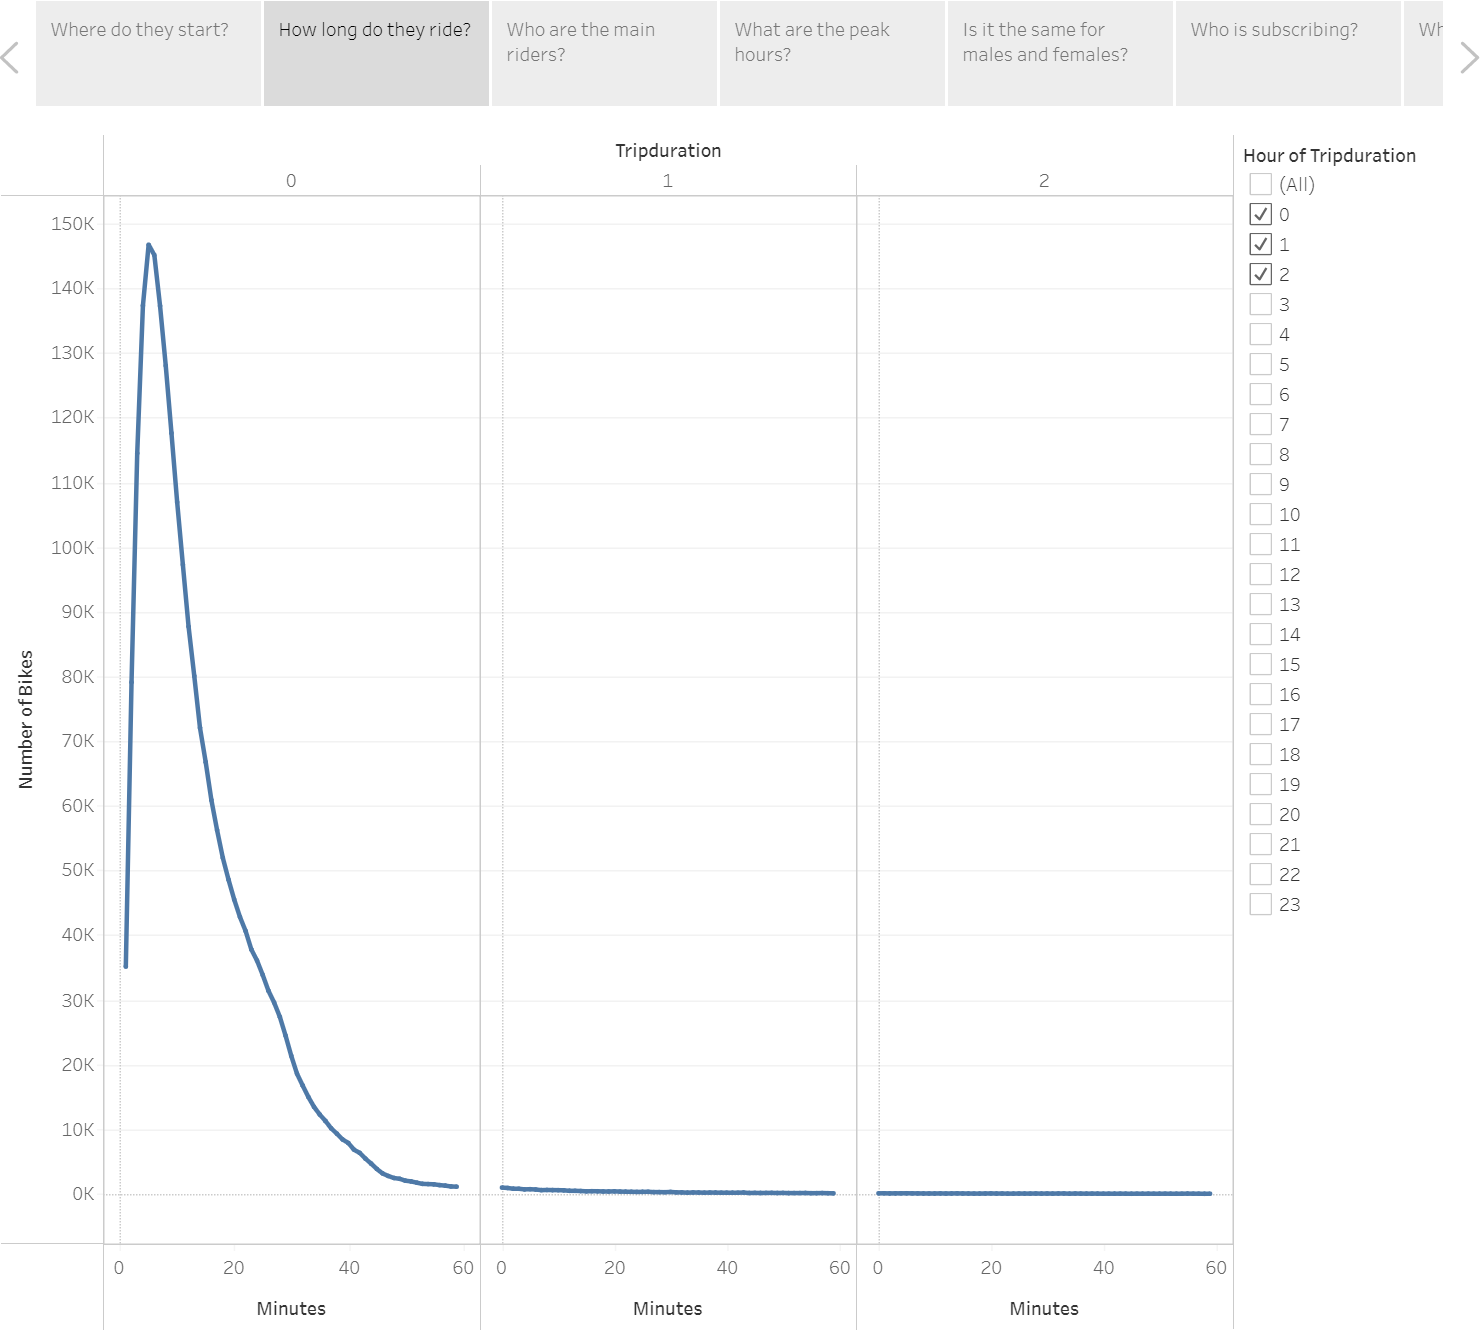 Where do they start?
How long do they ride?
Who are the main
riders?
What are the peak
hours?
Is it the same for
males and females?
Who is subscribing?
Wh
Tripduration
0
1
2
Number of Bikes
150K
140K
130K
120K
110K
100K
90K
80K
70K
60K
50K
40K
30K
20K
10K
0K
0
20
40
60
0
20
40
60
0
20
40
60
Minutes
Minutes
Minutes
Hour of Tripduration
(All)
0
1
2
3
4
5
6
7
8
9
10
11
12
13
14
15
16
17
18
19
20
21
22
23